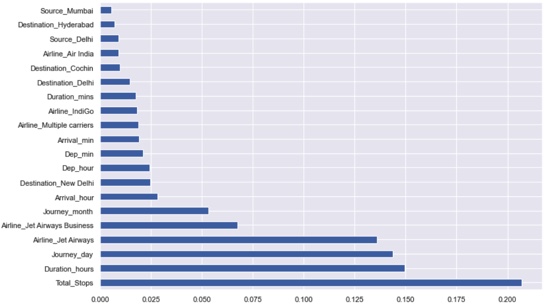 Source_Mumbai
Destination_Hyderabad
Source_Delhi
Airline_Air India
Destination_Cochin
Destination_Delhi
Duration_mins
Airline_IndiGo
Airline_Multiple carriers
Arrival_min
Dep_min
Dep_hour
Destination_New Delhi
Arrival_hour
Journey_month
Airline_Jet Airways Business
Airline_Jet Airways
Journey_day
Duration_hours
Total_Stops
0.000 0.025 0.050 0.075 0.100 0.125 0.150 0.175 0.200